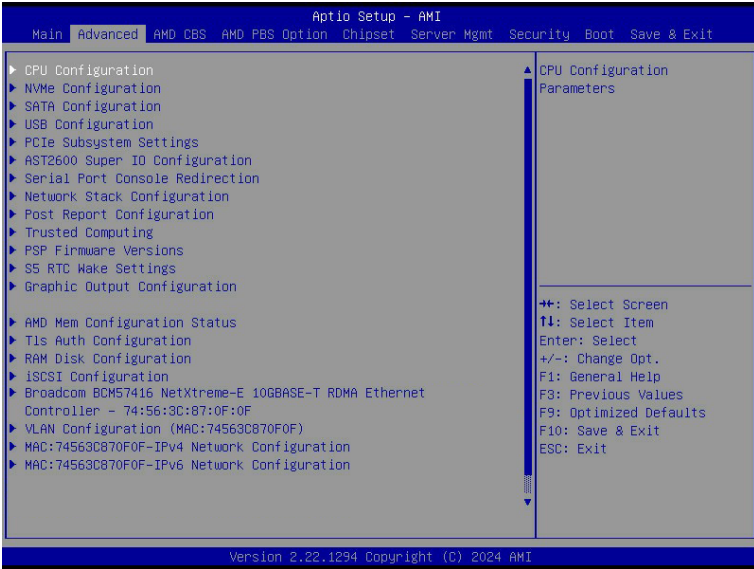 Aptio Setup – AMI
Main Advanced AMD CBS AMD PBS Option Chipset Server Mgmt Security Boot Save & Exit
CPU Configuration
NVMe Configuration
SATA Configuration
USB Configuration
PCIe Subsystem Settings
AST2600 Super IO Configuration
Serial Port Console Redirection
Network Stack Configuration
Post Report Configuration
Trusted Computing
PSP Firmware Versions
S5 RTC Wake Settings
Graphic Output Configuration
AMD Mem Configuration Status
Tls Auth Configuration
RAM Disk Configuration
iSCSI Configuration
Broadcom BCM57416 NetXtreme-E 10GBASE-T RDMA Ethernet
Controller – 74:56:3C:87:0F:0F
VLAN Configuration (MAC:74563C870F0F)
MAC:74563C870F0F-IPv4 Network Configuration
MAC:74563C870F0F-IPv6 Network Configuration
CPU Configuration
Parameters
→←: Select Screen
↑↓: Select Item
Enter: Select
+/-: Change Opt.
F1: General Help
F3: Previous Values
F9: Optimized Defaults
F10: Save & Exit
ESC: Exit
Version 2.22.1294 Copyright (C) 2024 AMI